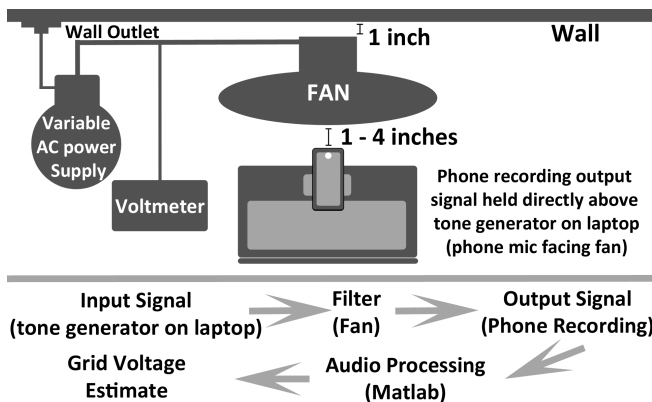 Wall Outlet
1 inch
Wall
FAN
Variable
AC power
Supply
1 - 4 inches
Voltmeter
Phone recording output
signal held directly above
tone generator on laptop
(phone mic facing fan)
Input Signal
(tone generator on laptop)
Filter
(Fan)
Output Signal
(Phone Recording)
Audio Processing
(Matlab)
Grid Voltage
Estimate